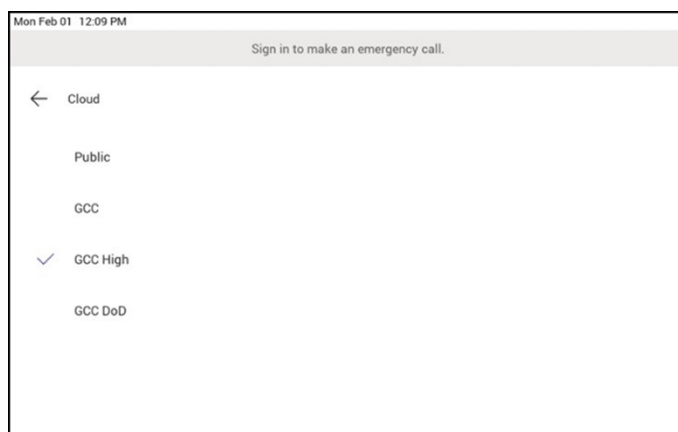 Mon Feb 01 12:09 PM
Sign in to make an emergency call.
Cloud
Public
GCC
GCC High
GCC DoD